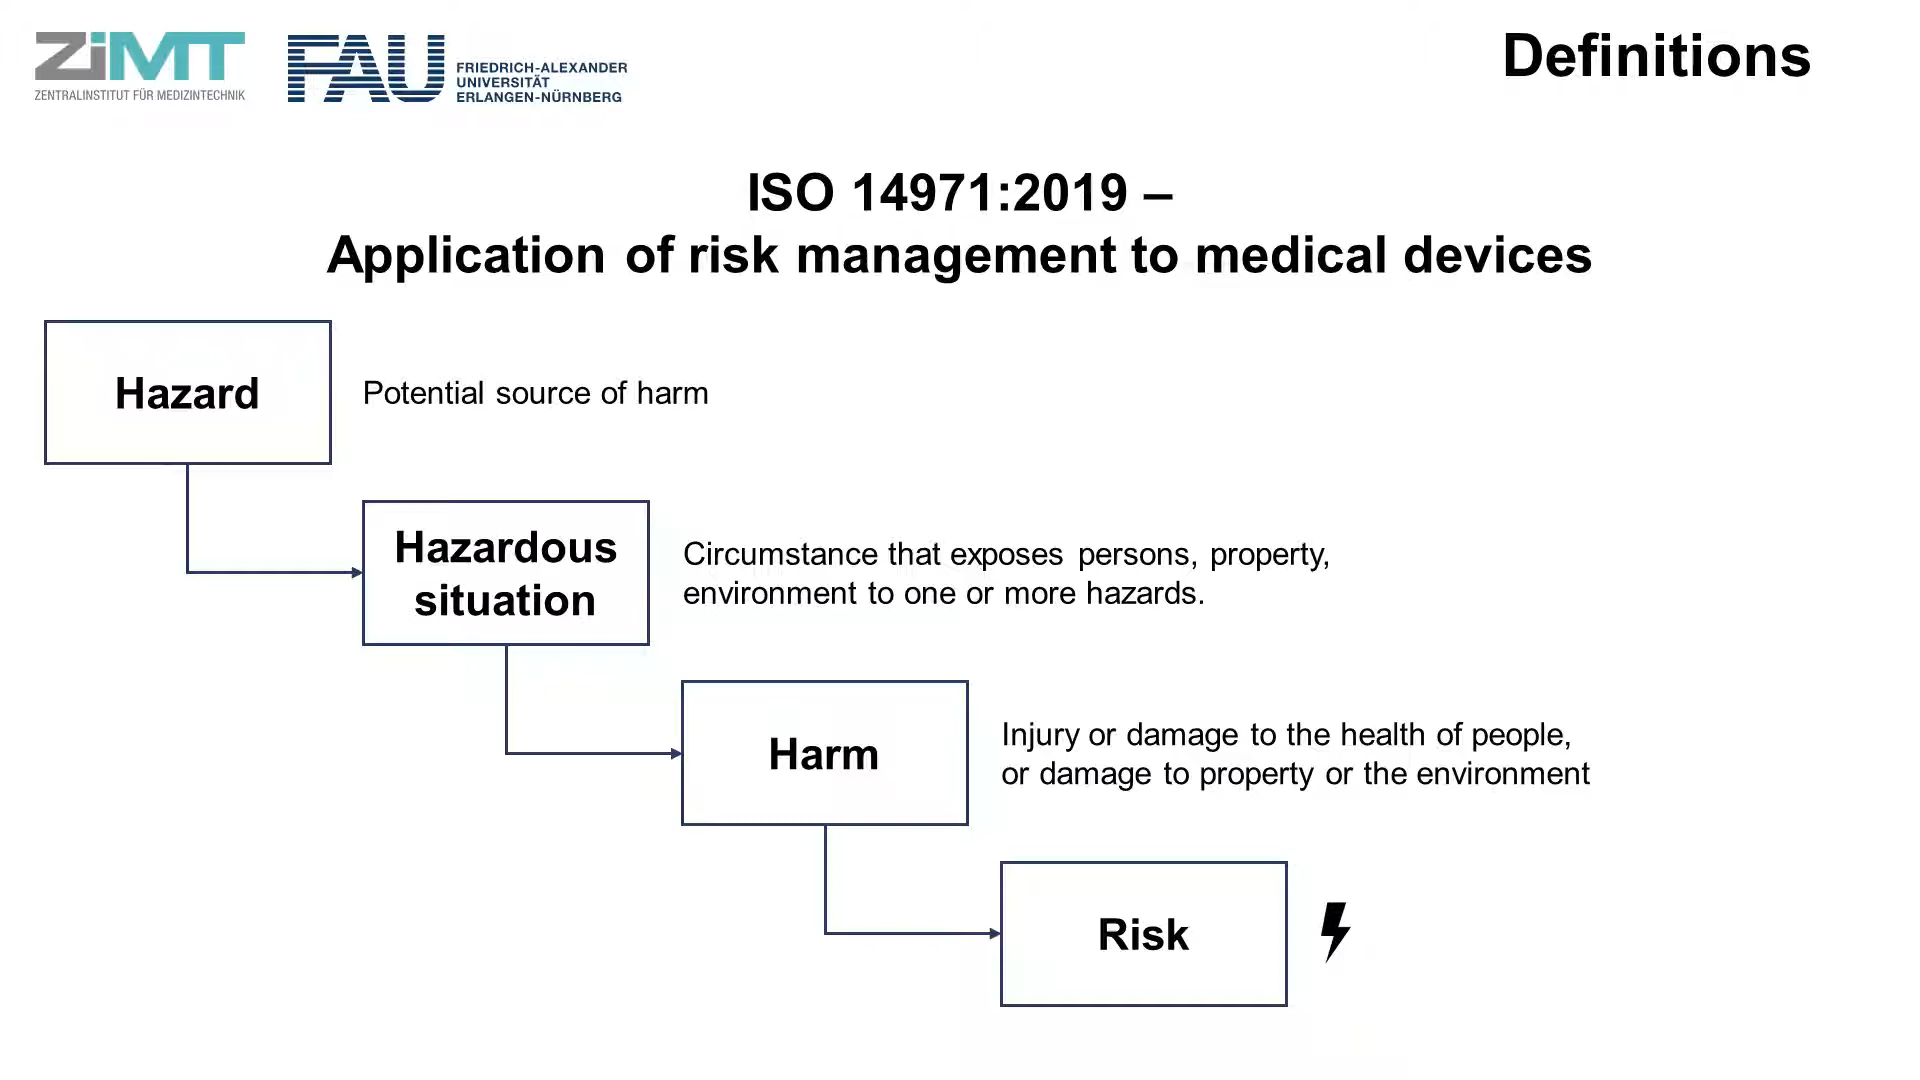 ZiMT
ZENTRALINSTITUT FÜR MEDIZINTECHNIK
FAU
FRIEDRICH-ALEXANDER
UNIVERSITÄT
ERLANGEN-NÜRNBERG
Definitions
ISO 14971:2019 –
Application of risk management to medical devices
Hazard
Potential source of harm
Hazardous
situation
Circumstance that exposes persons, property,
environment to one or more hazards.
Harm
Injury or damage to the health of people,
or damage to property or the environment
Risk